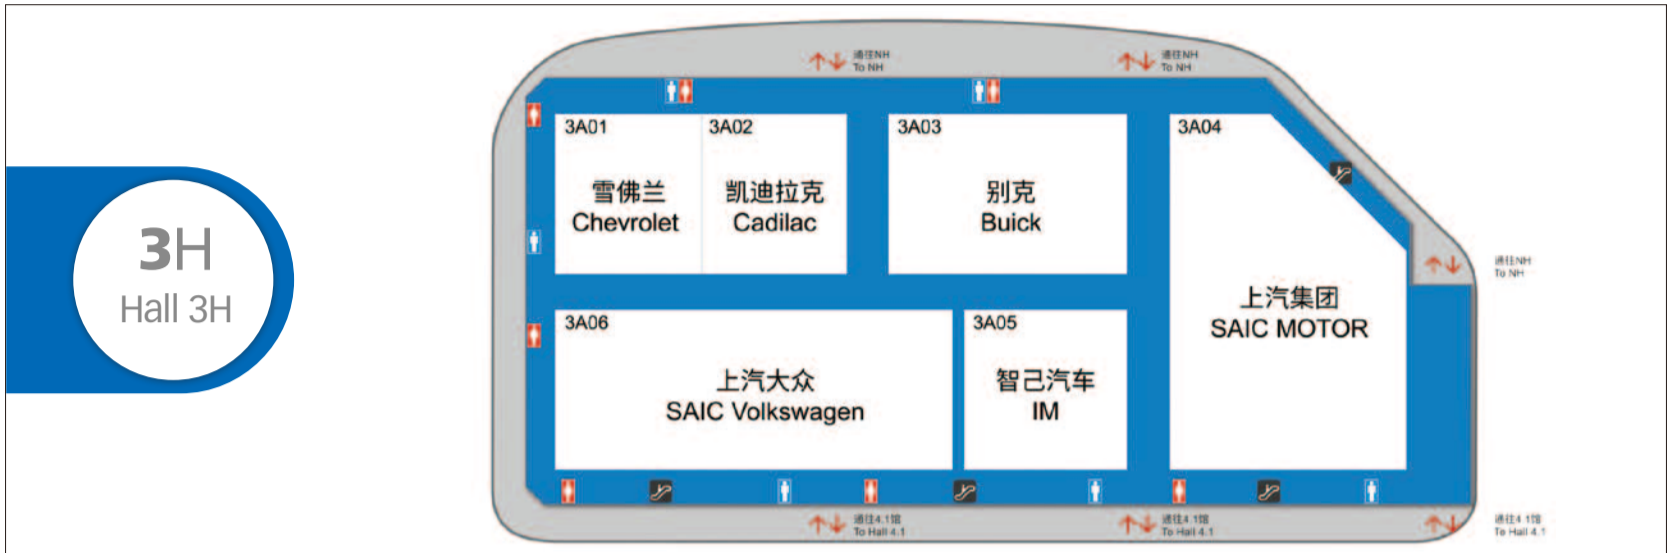 3H
Hall 3H
通往NH
To NH
通往NH
To NH
3A01
雪佛兰
Chevrolet
3A02
凯迪拉克
Cadilac
3A03
别克
Buick
3A04
上汽集团
SAIC MOTOR
通往NH
To NH
3A06
上汽大众
SAIC Volkswagen
3A05
智己汽车
IM
通往4.1馆
To Hall 4.1
通往4.1馆
To Hall 4.1
通往4.1馆
To Hall 4.1